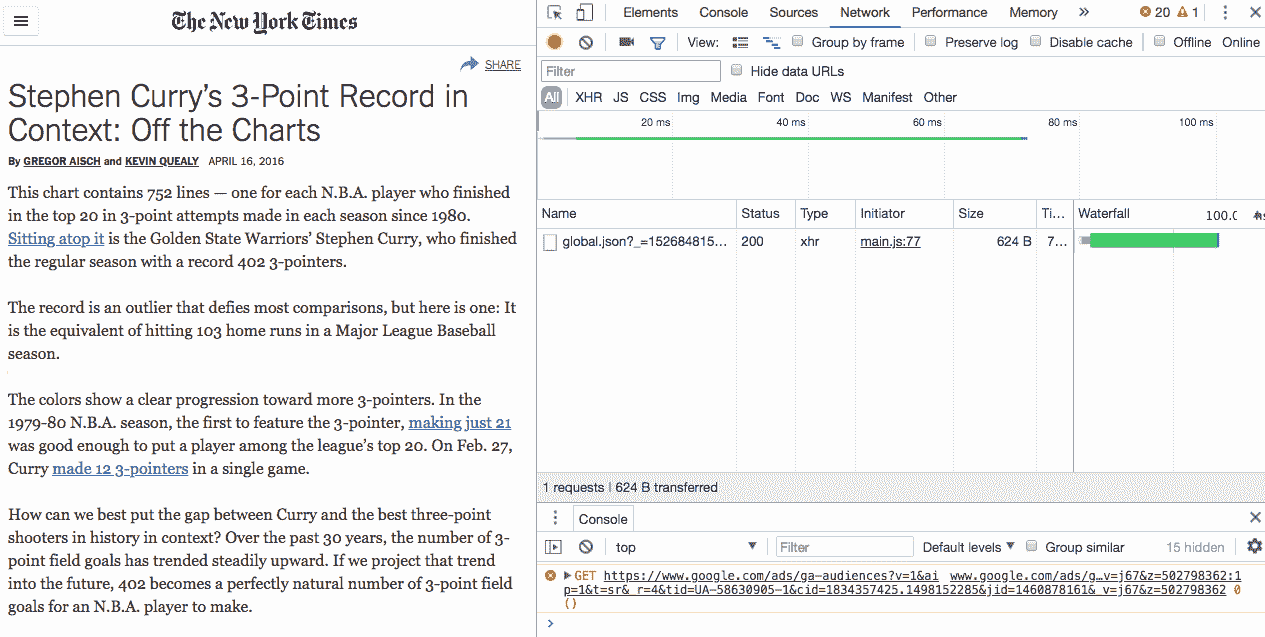 The New York Times
SHARE
Stephen Curry's 3-Point Record in
Context: Off the Charts
By GREGOR AISCH and KEVIN QUEALY APRIL 16, 2016
This chart contains 752 lines — one for each N.B.A. player who finished
in the top 20 in 3-point attempts made in each season since 1980.
Sitting atop it is the Golden State Warriors' Stephen Curry, who finished
the regular season with a record 402 3-pointers.
The record is an outlier that defies most comparisons, but here is one: It
is the equivalent of hitting 103 home runs in a Major League Baseball
season.
The colors show a clear progression toward more 3-pointers. In the
1979-80 N.B.A. season, the first to feature the 3-pointer, making just 21
was good enough to put a player among the league's top 20. On Feb. 27,
Curry made 12 3-pointers in a single game.
How can we best put the gap between Curry and the best three-point
shooters in history in context? Over the past 30 years, the number of 3-
point field goals has trended steadily upward. If we project that trend
into the future, 402 becomes a perfectly natural number of 3-point field
goals for an N.B.A. player to make.
Elements Console Sources Network Performance Memory » 20 1
View: Group by frame Preserve log Disable cache Offline Online
Filter Hide data URLs
All XHR JS CSS Img Media Font Doc WS Manifest Other
20 ms 40 ms 60 ms 80 ms 100 ms
Name Status Type Initiator Size Ti... Waterfall 100.0
global.json?_=152684815... 200 xhr main.js:77 624 B 7...
1 requests | 624 B transferred
Console
top Filter Default levels Group similar 15 hidden
GET https://www.google.com/ads/ga-audiences?v=1&ai www.google.com/ads/g…v=j67&z=502798362:1
p=1&t=sr&_r=4&tid=UA-58630905-1&cid=1834357425.1498152285&jid=1460878161&_v=j67&z=502798362 0
()
>